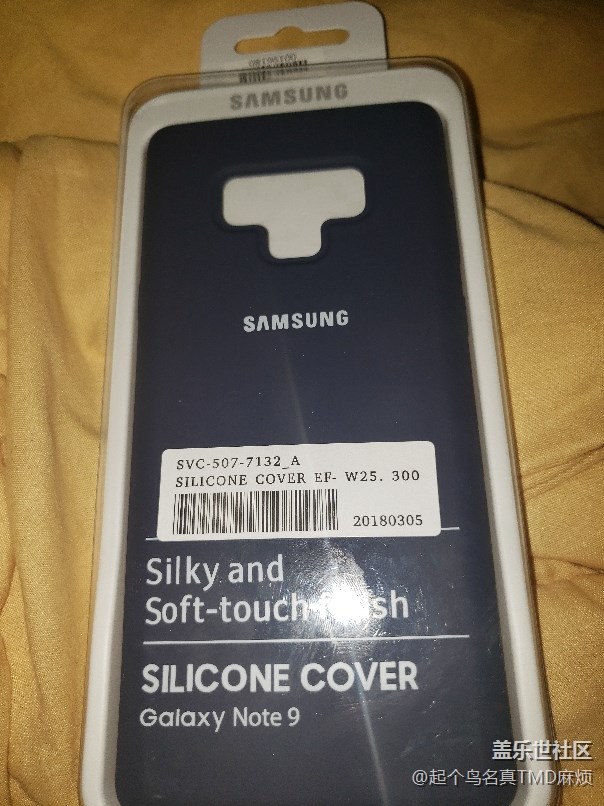 SAMSUNG
SAMSUNG
SVC-507-7132_A
SILICONE COVER EF- W25. 300
20180305
Silky and
Soft-touch
SILICONE COVER
Galaxy Note 9
盖乐世社区
@起个鸟名真TMD麻烦